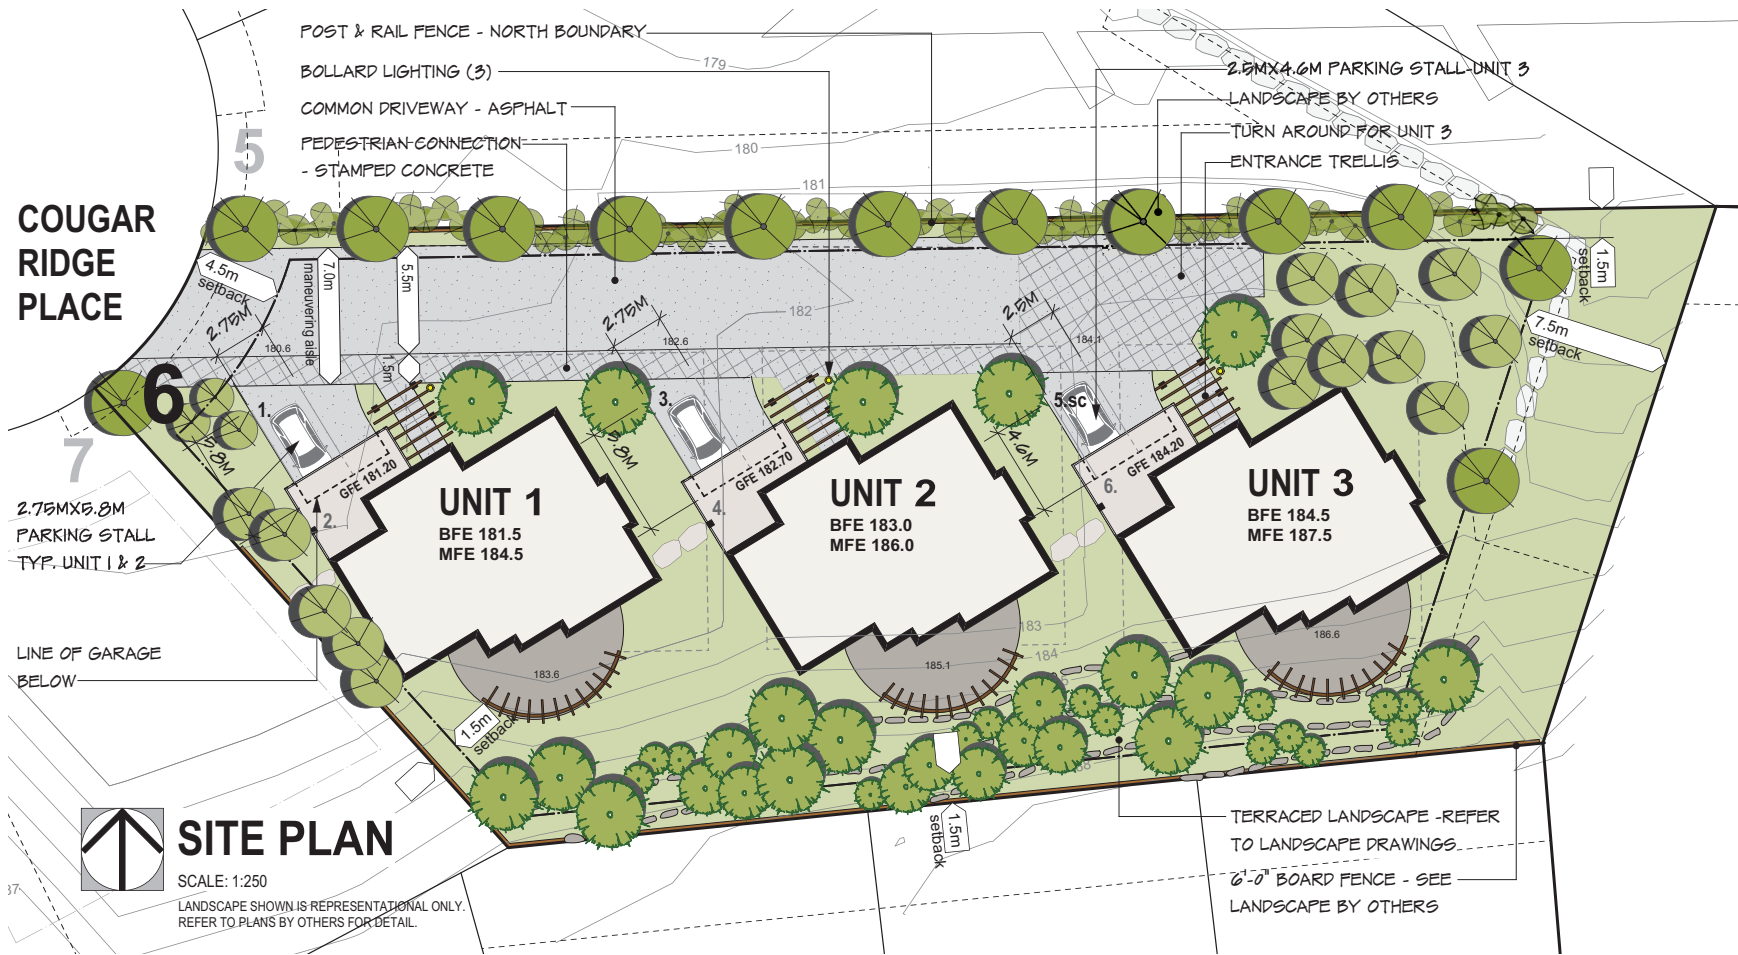 POST & RAIL FENCE - NORTH BOUNDARY
BOLLARD LIGHTING (3)
COMMON DRIVEWAY - ASPHALT
PEDESTRIAN CONNECTION
- STAMPED CONCRETE
179
180
181
182
2.5MX4.6M PARKING STALL-UNIT 3
LANDSCAPE BY OTHERS
TURN AROUND FOR UNIT 3
ENTRANCE TRELLIS
5
COUGAR
RIDGE
PLACE
6
7
4.5m
setback
7.0m
maneuvering aisle
5.5m
1.5m
2.75M
180.6
2.75M
182.6
2.5M
184.1
1.5m
setback
7.5m
setback
1.
2.
3.
4.
5.sc
6.
5.8M
5.8M
4.6M
GFE 181.20
GFE 182.70
GFE 184.20
UNIT 1
BFE 181.5
MFE 184.5
UNIT 2
BFE 183.0
MFE 186.0
UNIT 3
BFE 184.5
MFE 187.5
2.75MX5.8M
PARKING STALL
TYP. UNIT 1 & 2
LINE OF GARAGE
BELOW
183.6
185.1
186.6
183
184
1.5m
setback
1.5m
setback
SITE PLAN
SCALE: 1:250
LANDSCAPE SHOWN IS REPRESENTATIONAL ONLY.
REFER TO PLANS BY OTHERS FOR DETAIL.
TERRACED LANDSCAPE -REFER
TO LANDSCAPE DRAWINGS
6'-0" BOARD FENCE - SEE
LANDSCAPE BY OTHERS